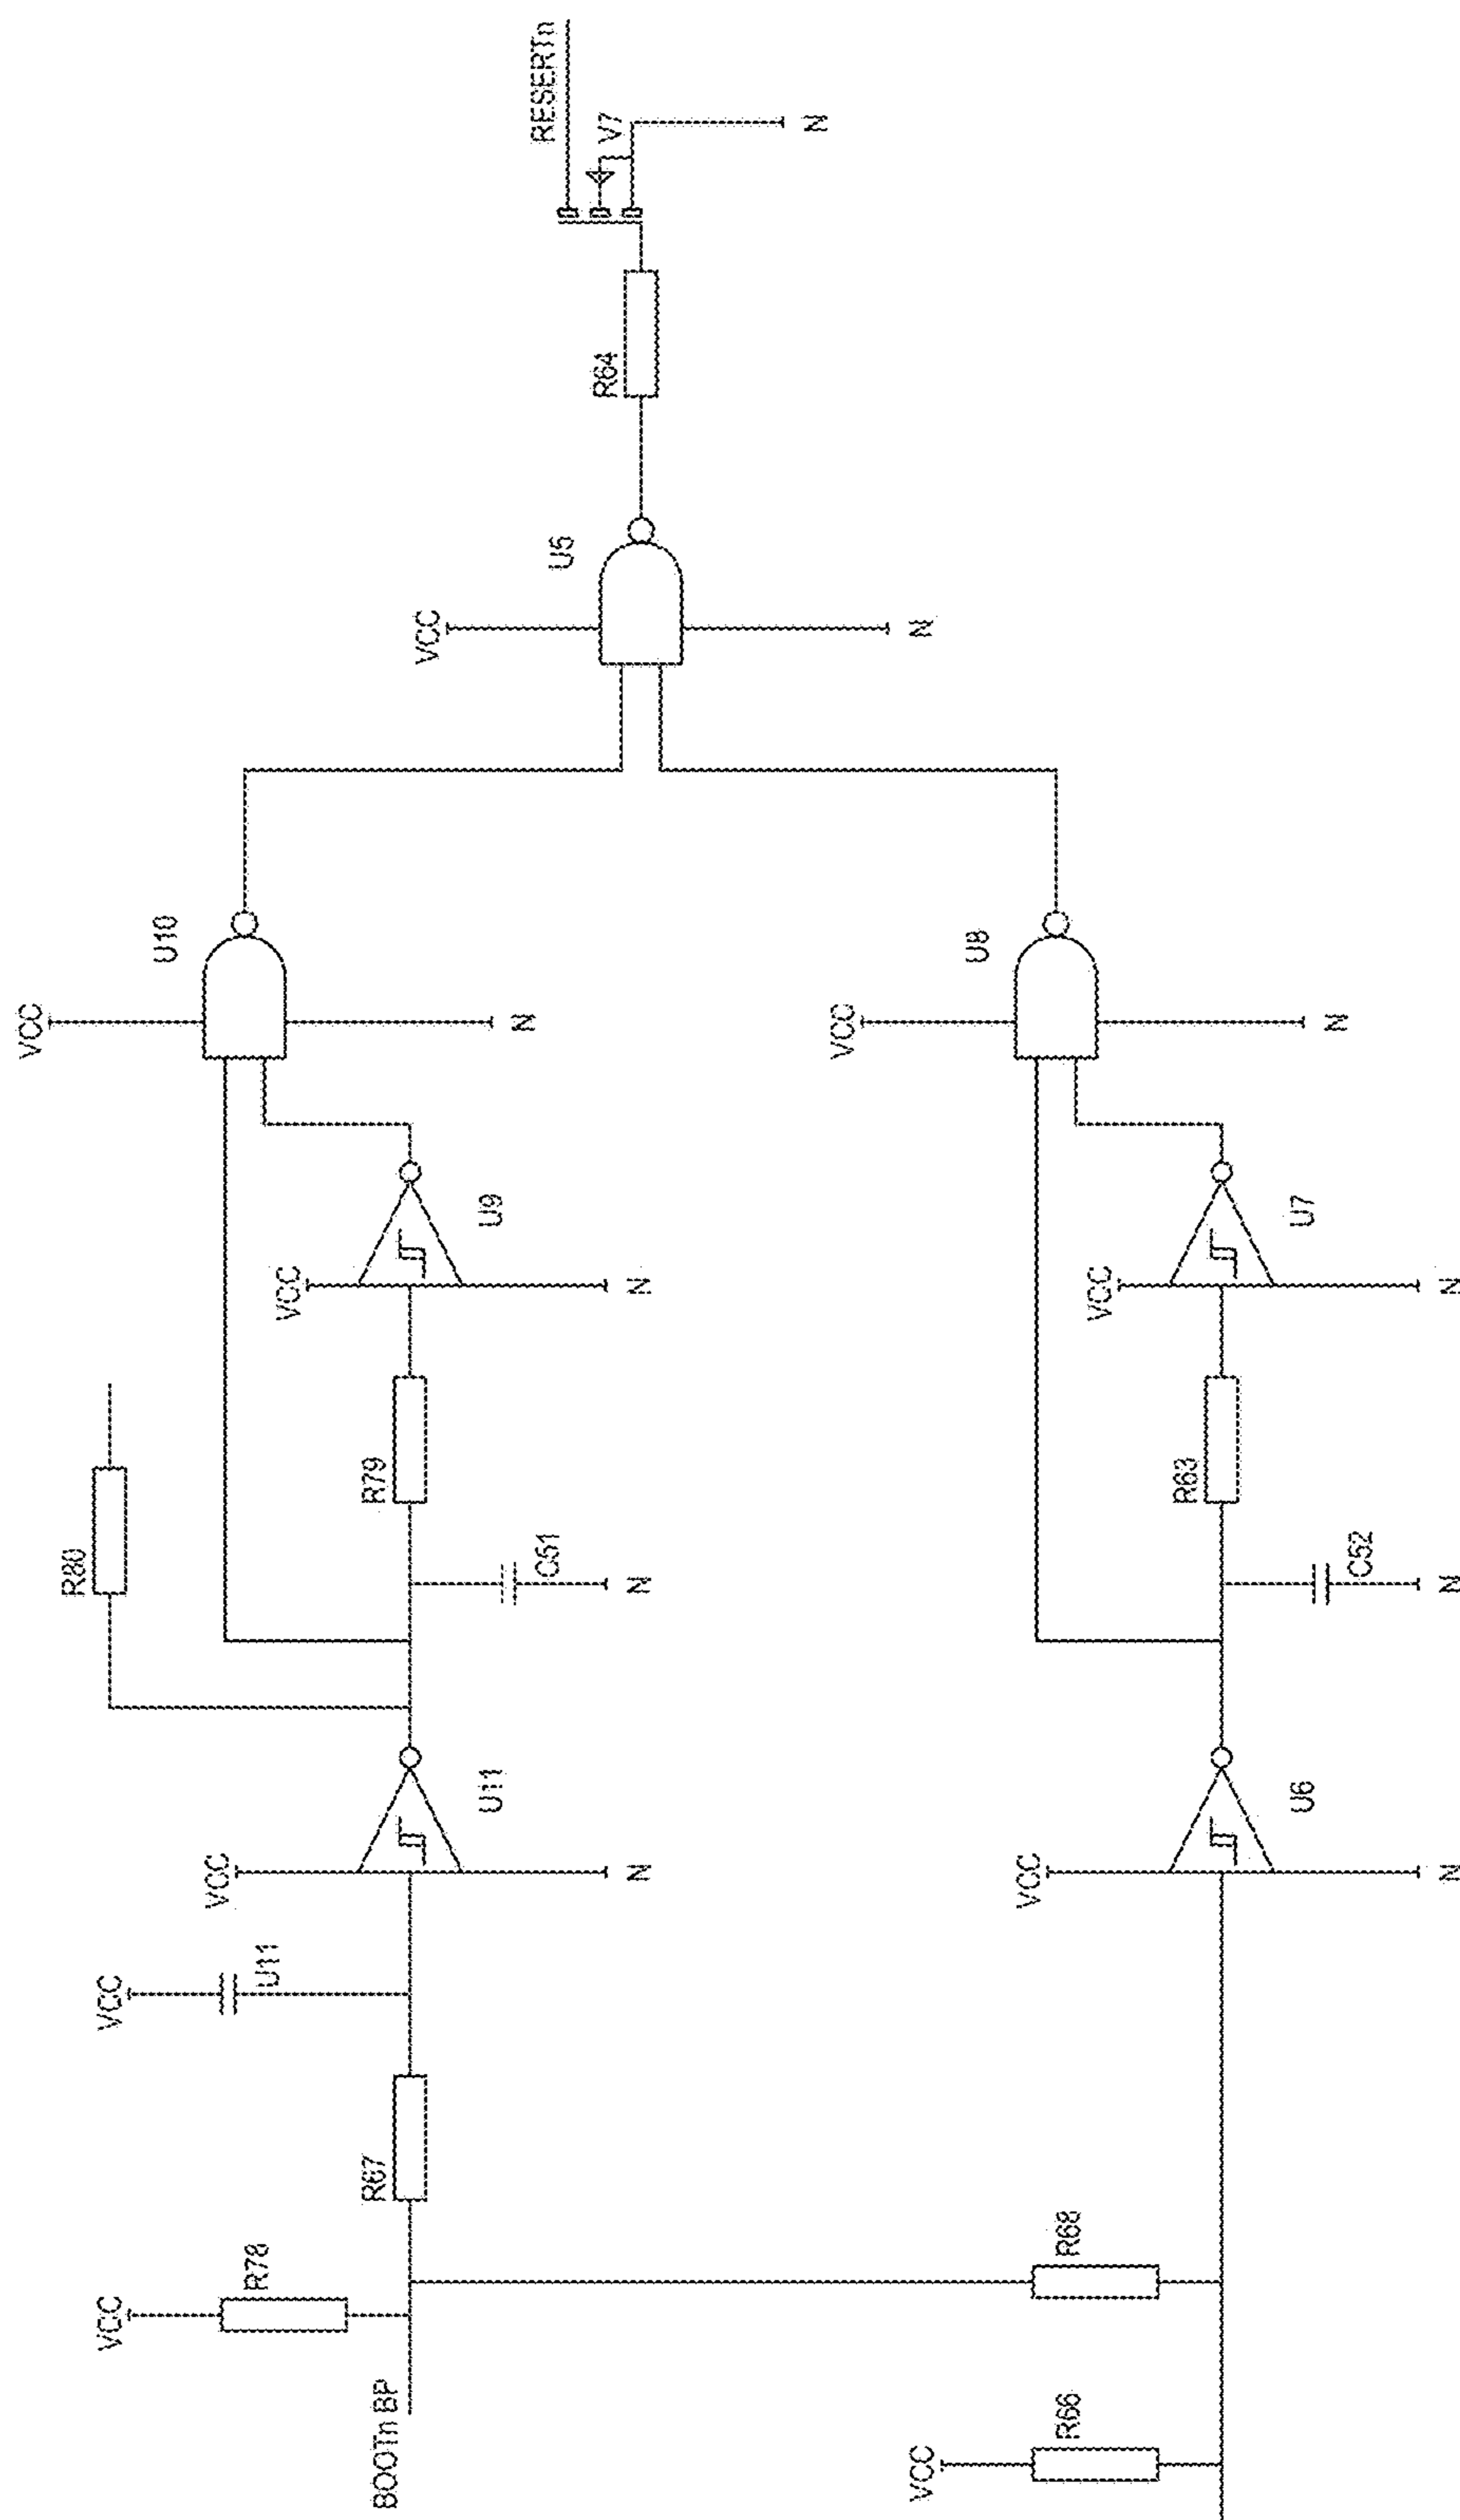 VCC
R80
VCC
VCC
U10
VCC
R78
U11
VCC
BOOTn BP
R67
R79
VCC
U11
U9
N
RESERTn
C51
U5
R64
V7
N
N
N
N
VCC
N
VCC
U8
VCC
R66
R68
VCC
R63
U6
U7
N
C52
N
N
N